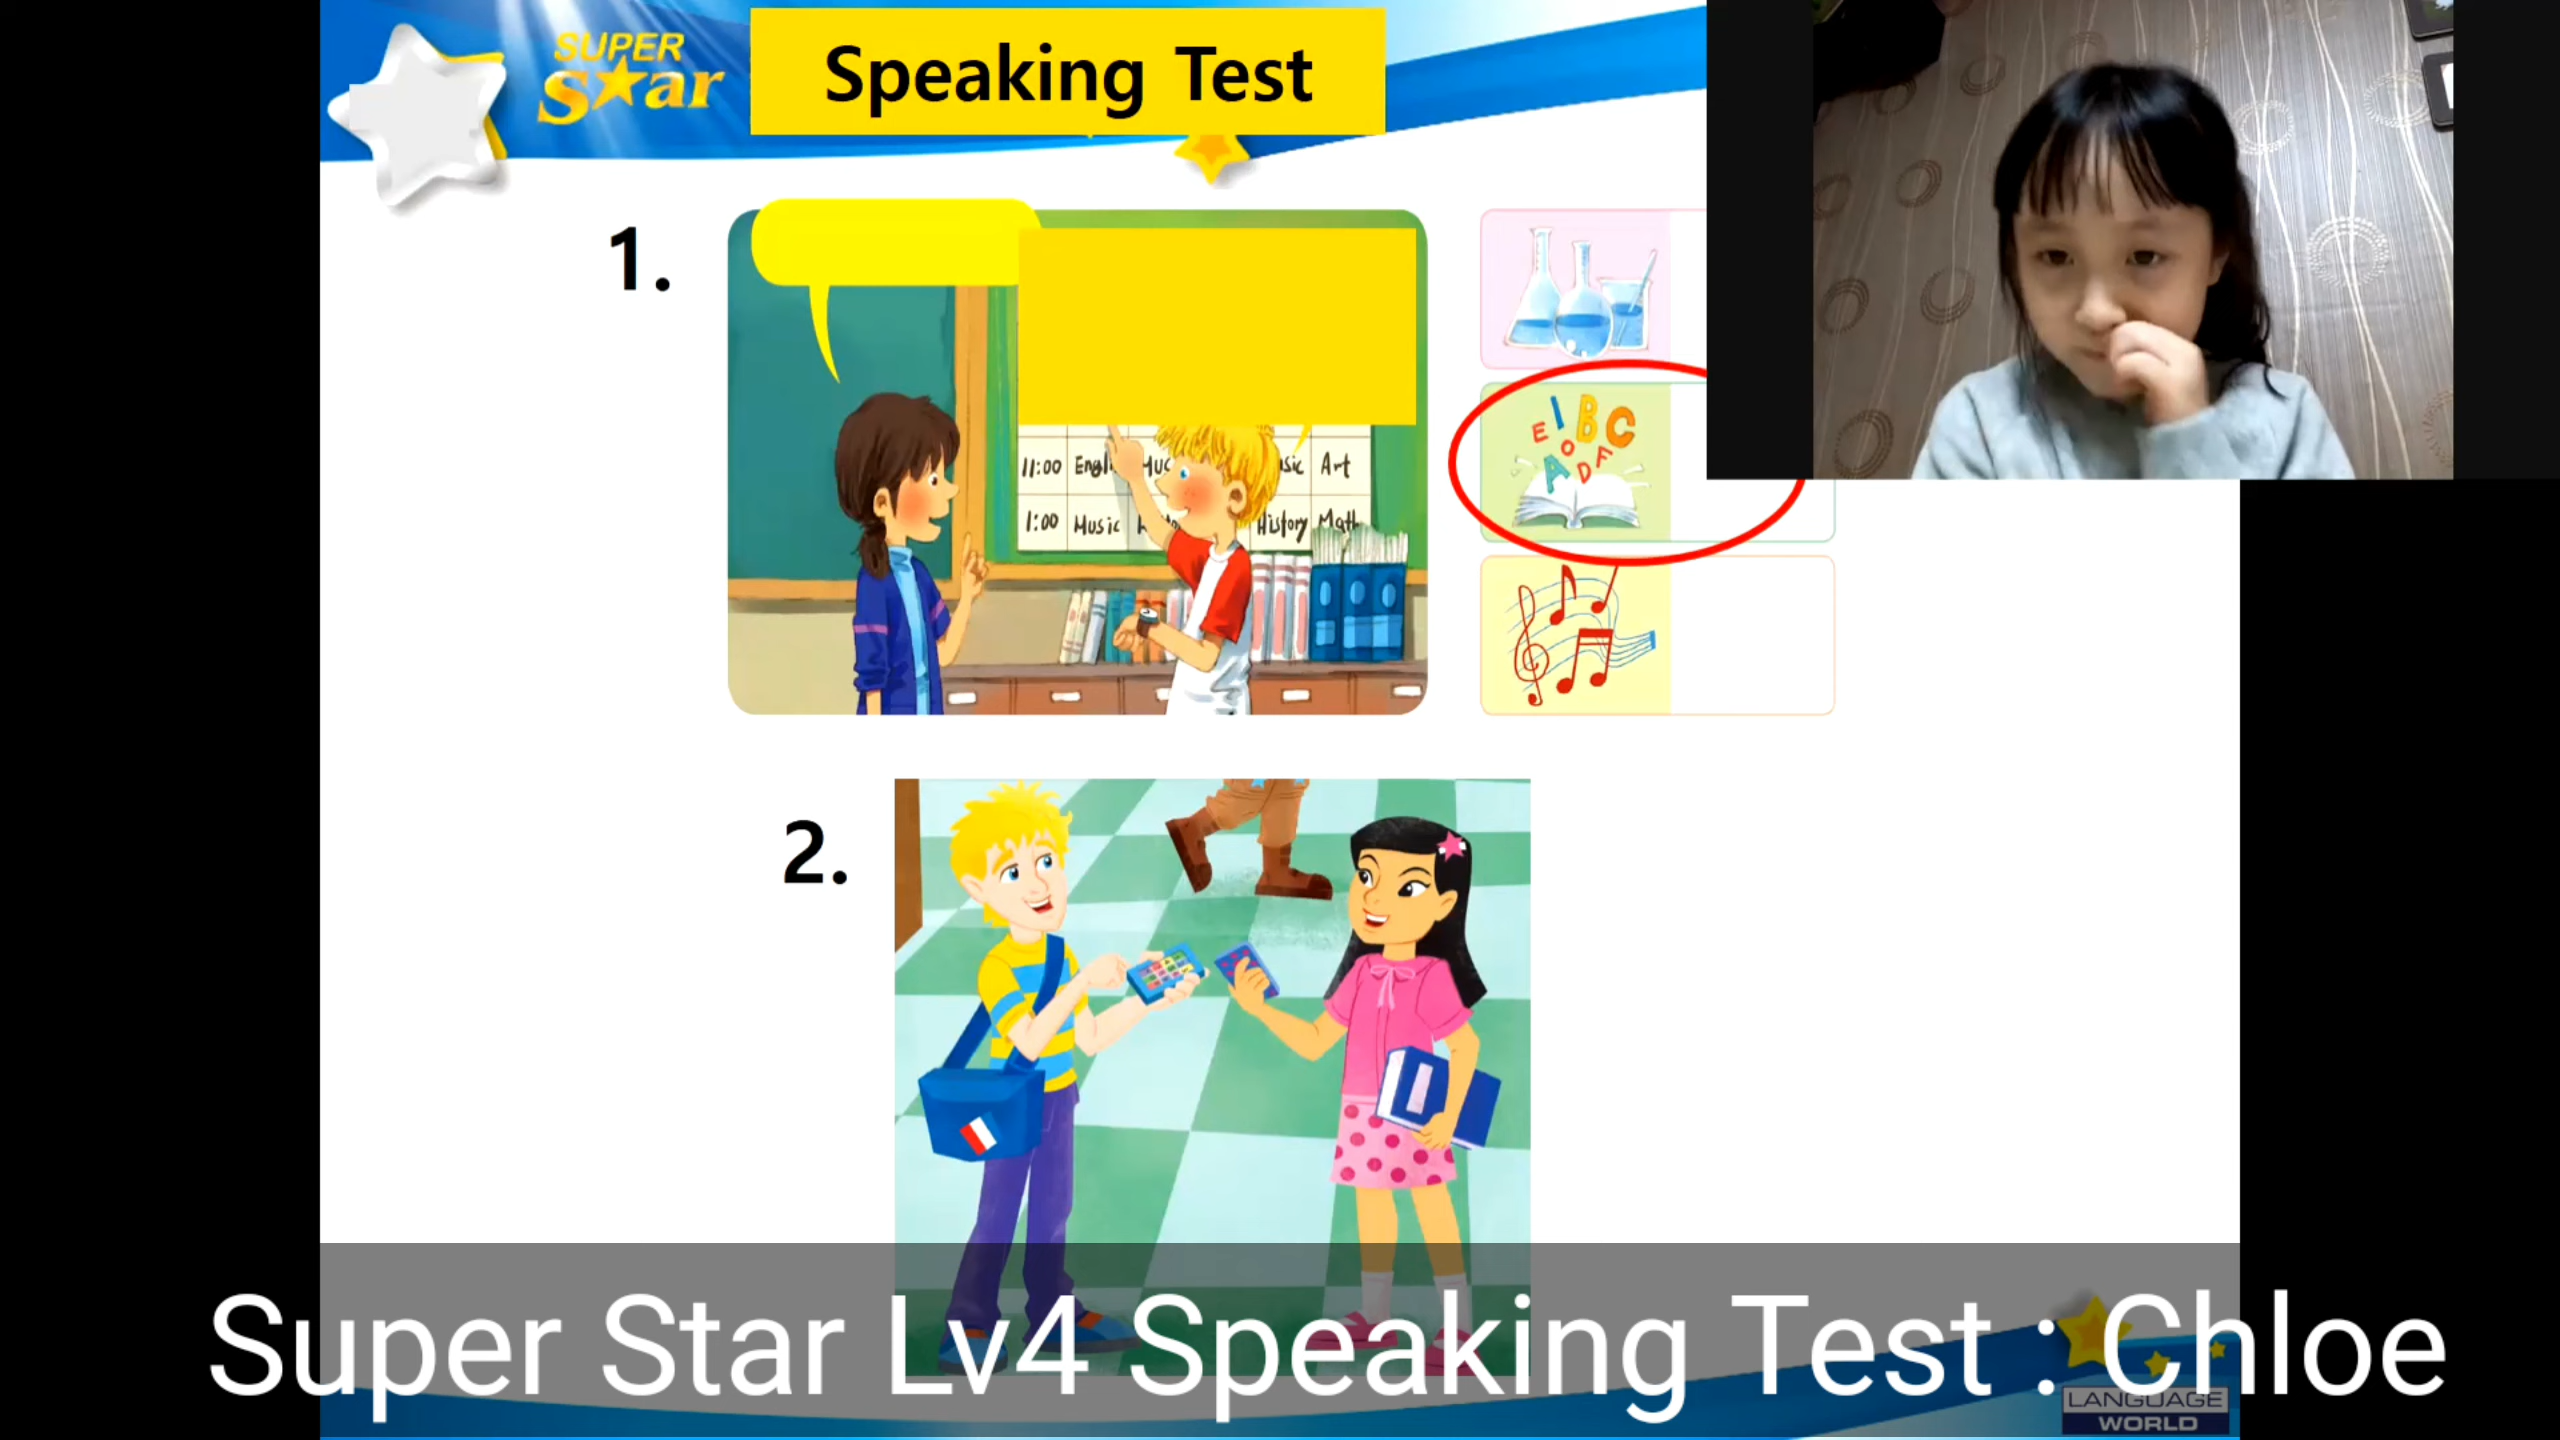 SUPER
Star
Speaking Test
1.
I B C
E O F
A D
11:00 Music Art
1:00 Music History Math
2.
Super Star Lv4 Speaking Test : Chloe
LANGUAGE
WORLD